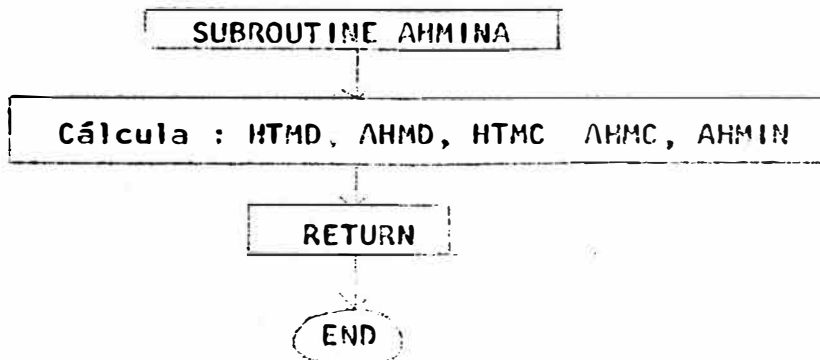 SUBROUTINE AHMINA
Cálcula : HTMD, AHMD, HTMC AHMC, AHMIN
RETURN
END